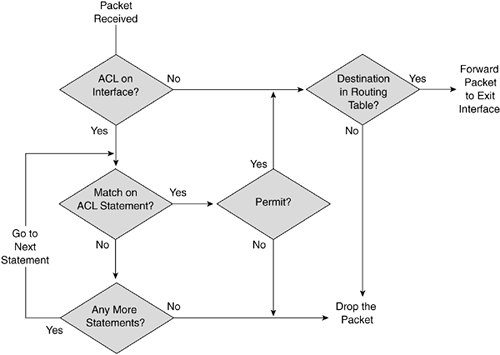 Packet
Received
ACL on
Interface?
No
Yes
Destination
in Routing
Table?
Yes
No
Forward
Packet
to Exit
Interface
Match on
ACL Statement?
Yes
No
Permit?
Yes
No
Go to
Next
Statement
Any More
Statements?
Yes
No
Drop the
Packet